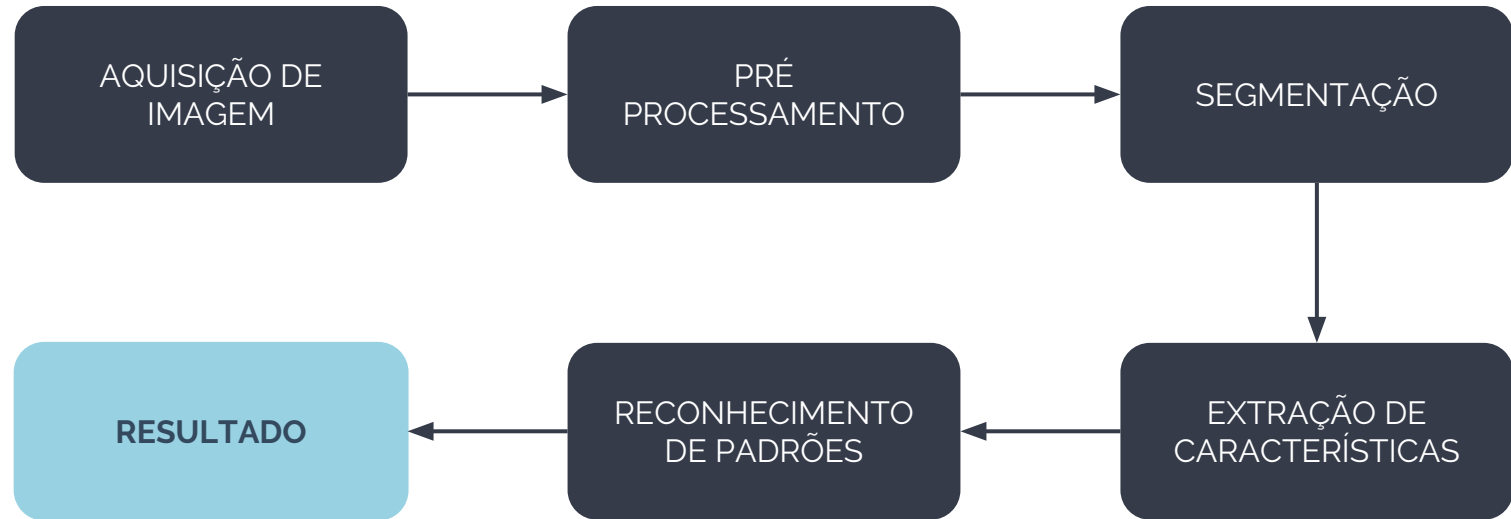 AQUISIÇÃO DE
IMAGEM
PRÉ
PROCESSAMENTO
SEGMENTAÇÃO
EXTRAÇÃO DE
CARACTERÍSTICAS
RECONHECIMENTO
DE PADRÕES
RESULTADO